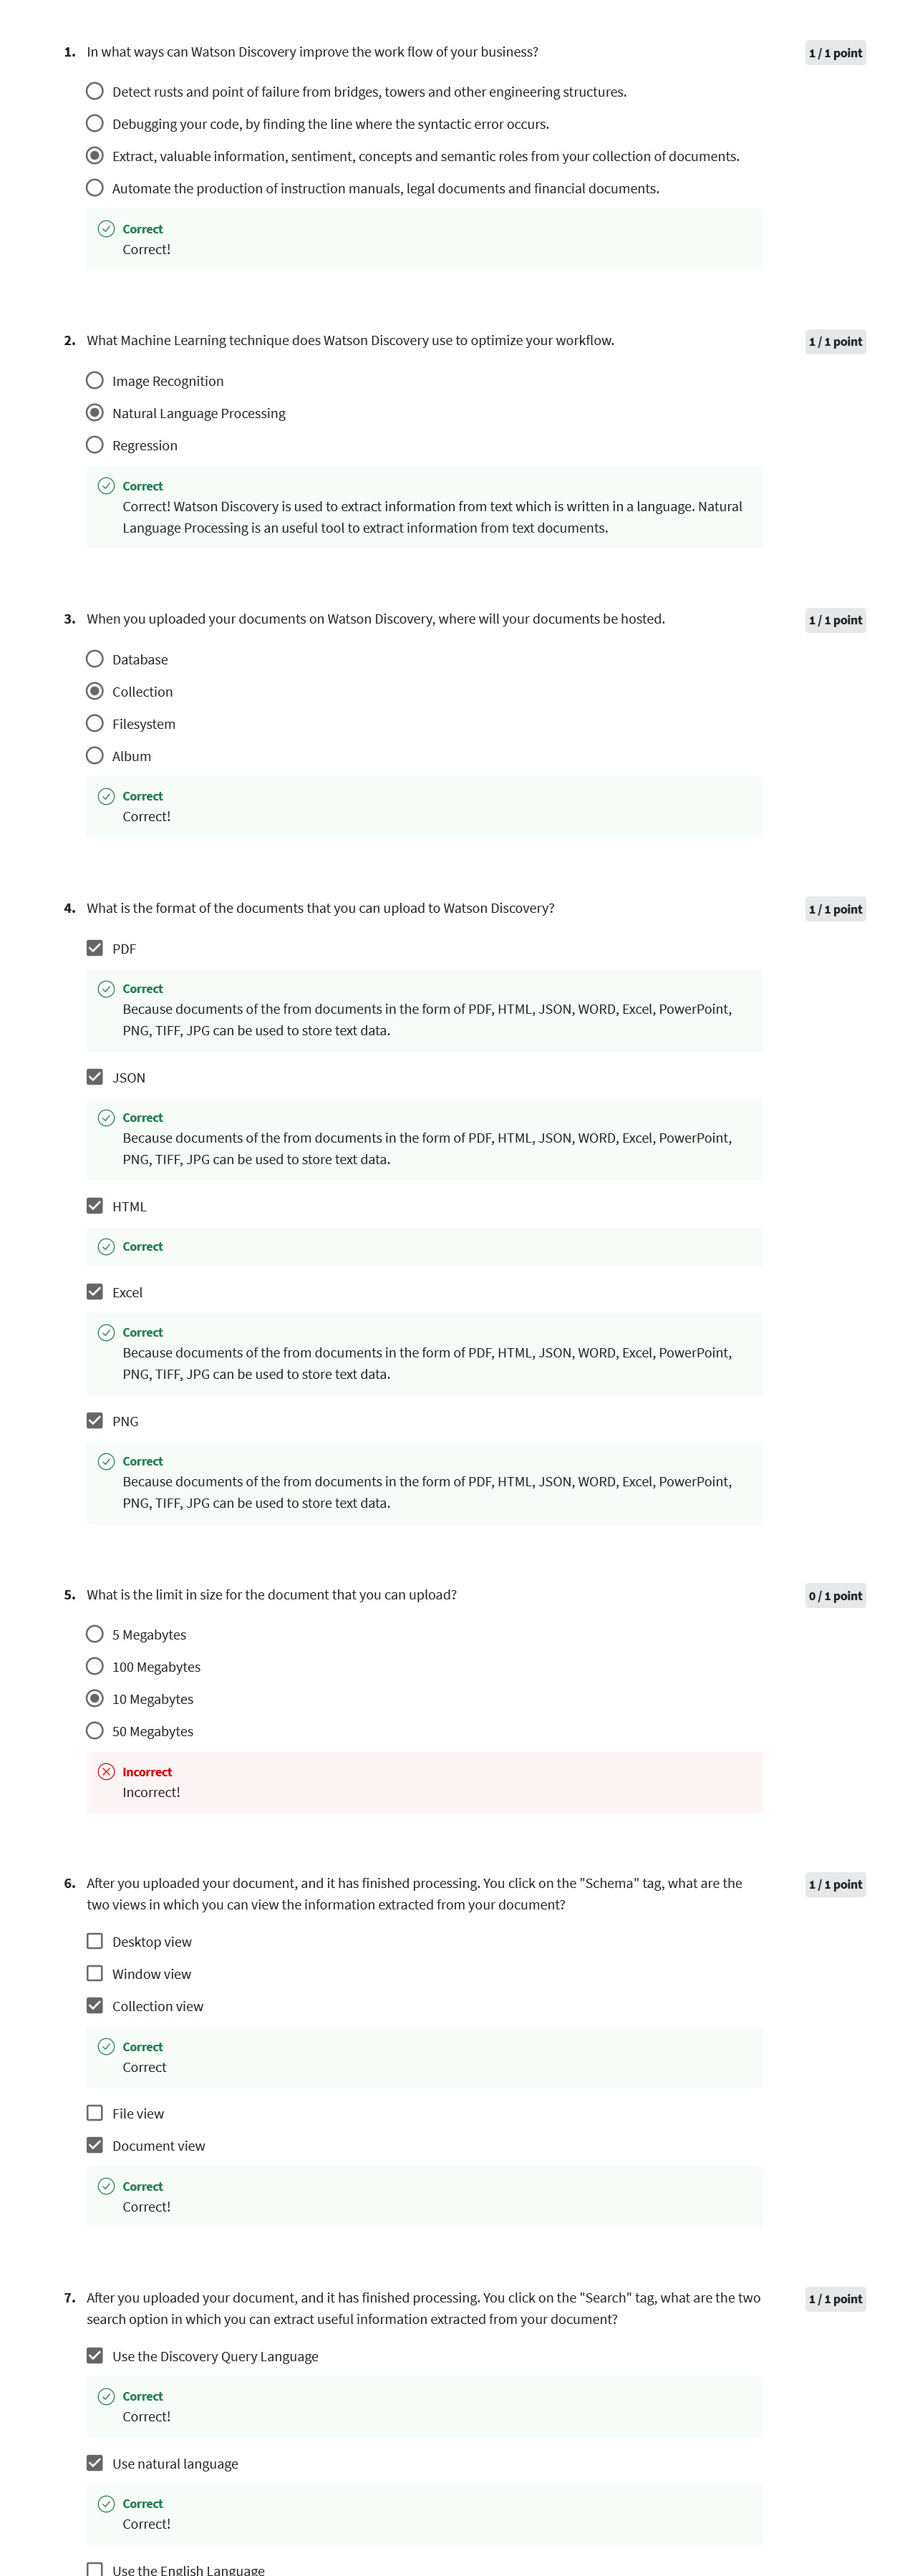 1. In what ways can Watson Discovery improve the work flow of your business?
1 / 1 point
Detect rusts and point of failure from bridges, towers and other engineering structures.
Debugging your code, by finding the line where the syntactic error occurs.
Extract, valuable information, sentiment, concepts and semantic roles from your collection of documents.
Automate the production of instruction manuals, legal documents and financial documents.
Correct
Correct!
2. What Machine Learning technique does Watson Discovery use to optimize your workflow.
1 / 1 point
Image Recognition
Natural Language Processing
Regression
Correct
Correct! Watson Discovery is used to extract information from text which is written in a language. Natural
Language Processing is an useful tool to extract information from text documents.
3. When you uploaded your documents on Watson Discovery, where will your documents be hosted.
1 / 1 point
Database
Collection
Filesystem
Album
Correct
Correct!
4. What is the format of the documents that you can upload to Watson Discovery?
1 / 1 point
PDF
Correct
Because documents of the from documents in the form of PDF, HTML, JSON, WORD, Excel, PowerPoint,
PNG, TIFF, JPG can be used to store text data.
JSON
Correct
Because documents of the from documents in the form of PDF, HTML, JSON, WORD, Excel, PowerPoint,
PNG, TIFF, JPG can be used to store text data.
HTML
Correct
Excel
Correct
Because documents of the from documents in the form of PDF, HTML, JSON, WORD, Excel, PowerPoint,
PNG, TIFF, JPG can be used to store text data.
PNG
Correct
Because documents of the from documents in the form of PDF, HTML, JSON, WORD, Excel, PowerPoint,
PNG, TIFF, JPG can be used to store text data.
5. What is the limit in size for the document that you can upload?
0 / 1 point
5 Megabytes
100 Megabytes
10 Megabytes
50 Megabytes
Incorrect
Incorrect!
6. After you uploaded your document, and it has finished processing. You click on the "Schema" tag, what are the
two views in which you can view the information extracted from your document?
1 / 1 point
Desktop view
Window view
Collection view
Correct
Correct
File view
Document view
Correct
Correct!
7. After you uploaded your document, and it has finished processing. You click on the "Search" tag, what are the two
search option in which you can extract useful information extracted from your document?
1 / 1 point
Use the Discovery Query Language
Correct
Correct!
Use natural language
Correct
Correct!
Use the English Language